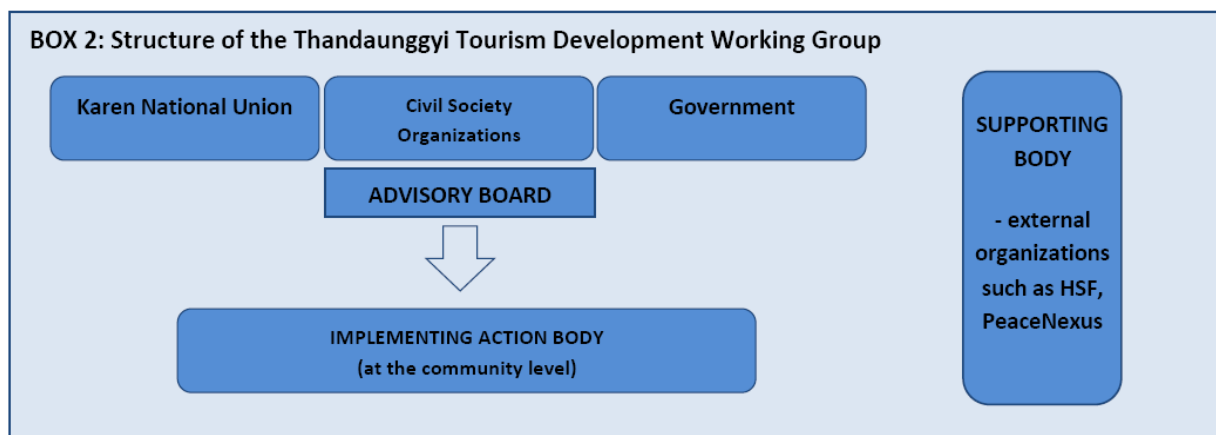 BOX 2: Structure of the Thandaunggyi Tourism Development Working Group
Karen National Union
Civil Society
Organizations
Government
ADVISORY BOARD
IMPLEMENTING ACTION BODY
(at the community level)
SUPPORTING
BODY
- external
organizations
such as HSF,
PeaceNexus